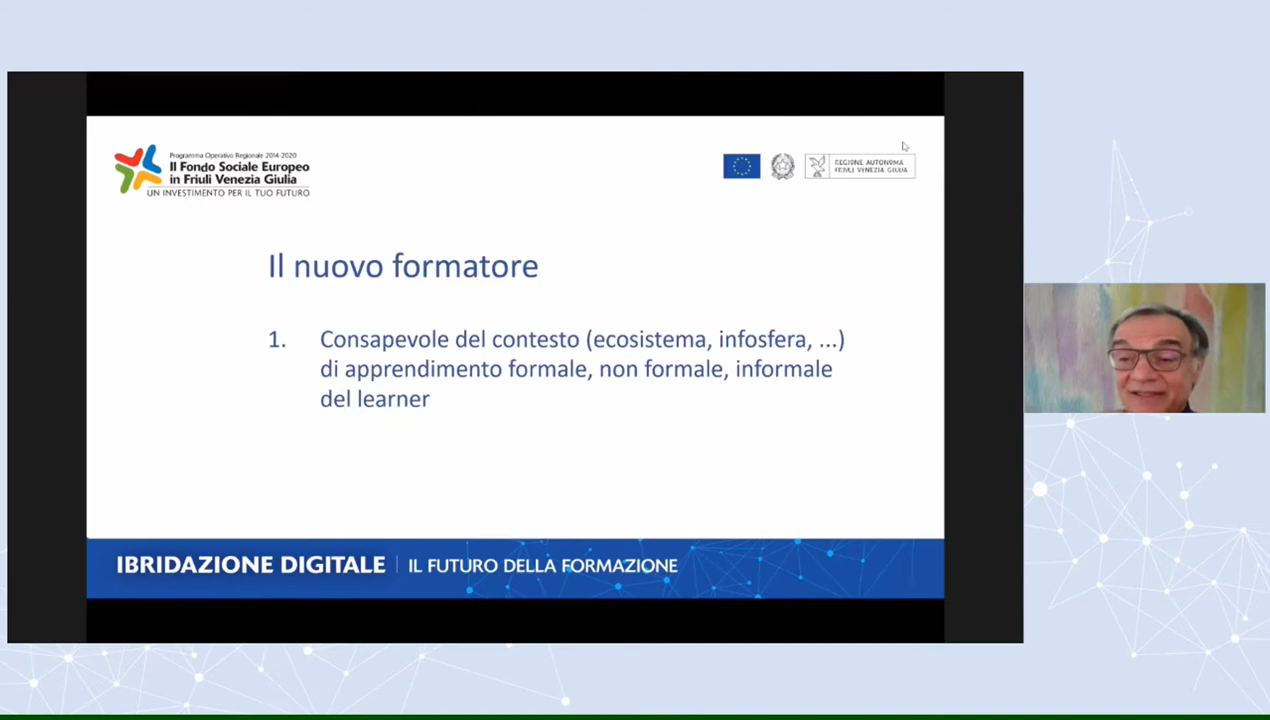 Programma Operativo Regionale 2014-2020
Il Fondo Sociale Europeo
in Friuli Venezia Giulia
UN INVESTIMENTO PER IL TUO FUTURO
REGIONE AUTONOMA
FRIULI VENEZIA GIULIA
Il nuovo formatore
1. Consapevole del contesto (ecosistema, infosfera, ...)
di apprendimento formale, non formale, informale
del learner
IBRIDAZIONE DIGITALE | IL FUTURO DELLA FORMAZIONE